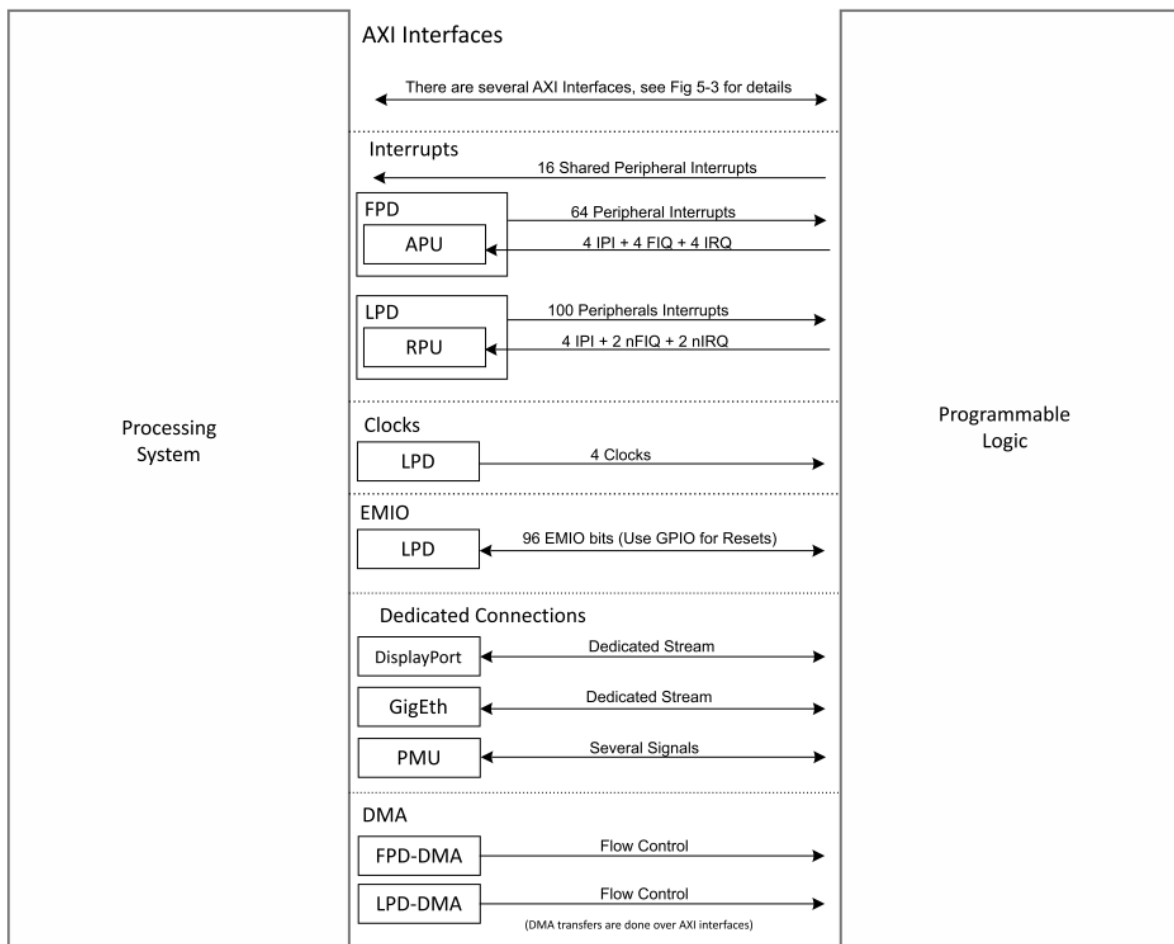 AXI Interfaces
There are several AXI Interfaces, see Fig 5-3 for details
Interrupts
16 Shared Peripheral Interrupts
FPD
64 Peripheral Interrupts
APU
4 IPI + 4 FIQ + 4 IRQ
LPD
100 Peripherals Interrupts
RPU
4 IPI + 2 nFIQ + 2 nIRQ
Processing
System
Programmable
Logic
Clocks
LPD
4 Clocks
EMIO
LPD
96 EMIO bits (Use GPIO for Resets)
Dedicated Connections
DisplayPort
Dedicated Stream
GigEth
Dedicated Stream
PMU
Several Signals
DMA
FPD-DMA
Flow Control
LPD-DMA
Flow Control
(DMA transfers are done over AXI interfaces)